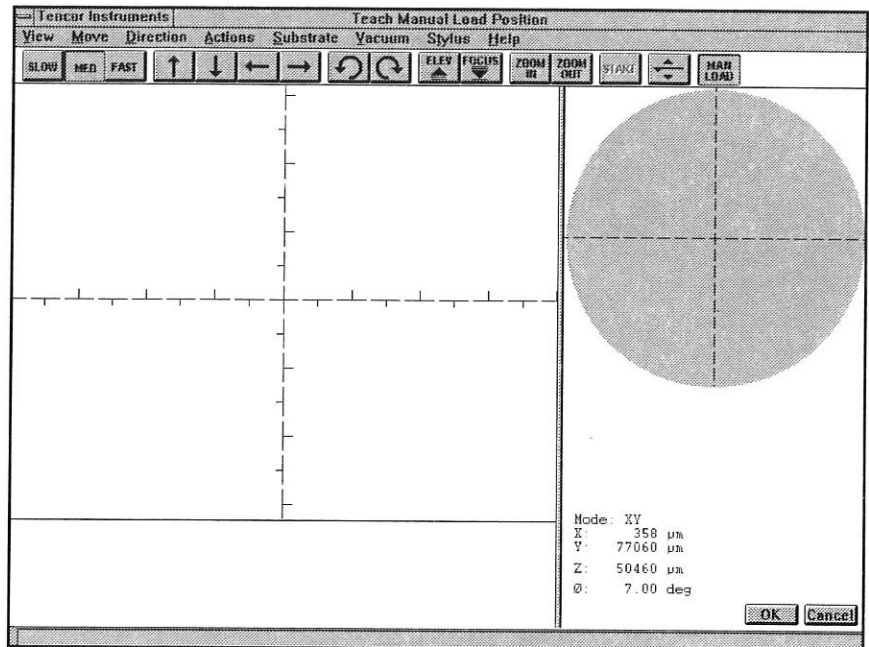 Tencor Instruments Teach Manual Load Position
View Move Direction Actions Substrate Vacuum Stylus Help
SLOW MED FAST ELEV FOCUS ZOOM IN ZOOM OUT START MAN LOAD
Mode: XY
X: 358 µm
Y: 77060 µm
Z: 50460 µm
Ø: 7.00 deg
OK Cancel